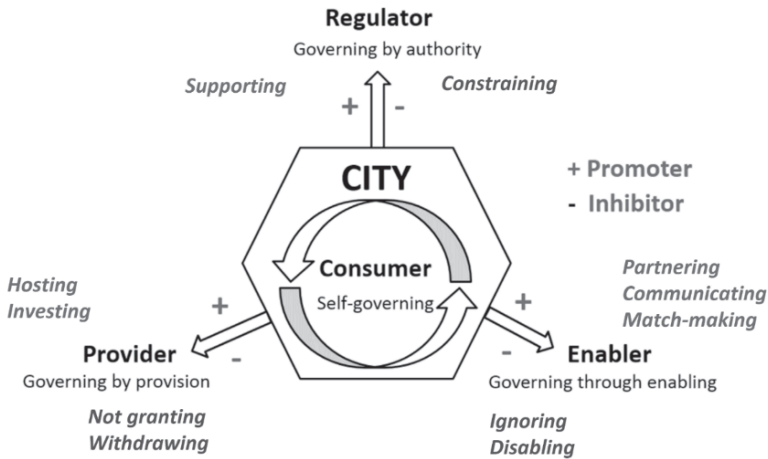 Regulator
Governing by authority
Supporting
Constraining
+ -
CITY
+ Promoter
- Inhibitor
Consumer
Self-governing
Hosting
Investing
+
-
Provider
Governing by provision
Not granting
Withdrawing
Partnering
Communicating
Match-making
+
-
Enabler
Governing through enabling
Ignoring
Disabling